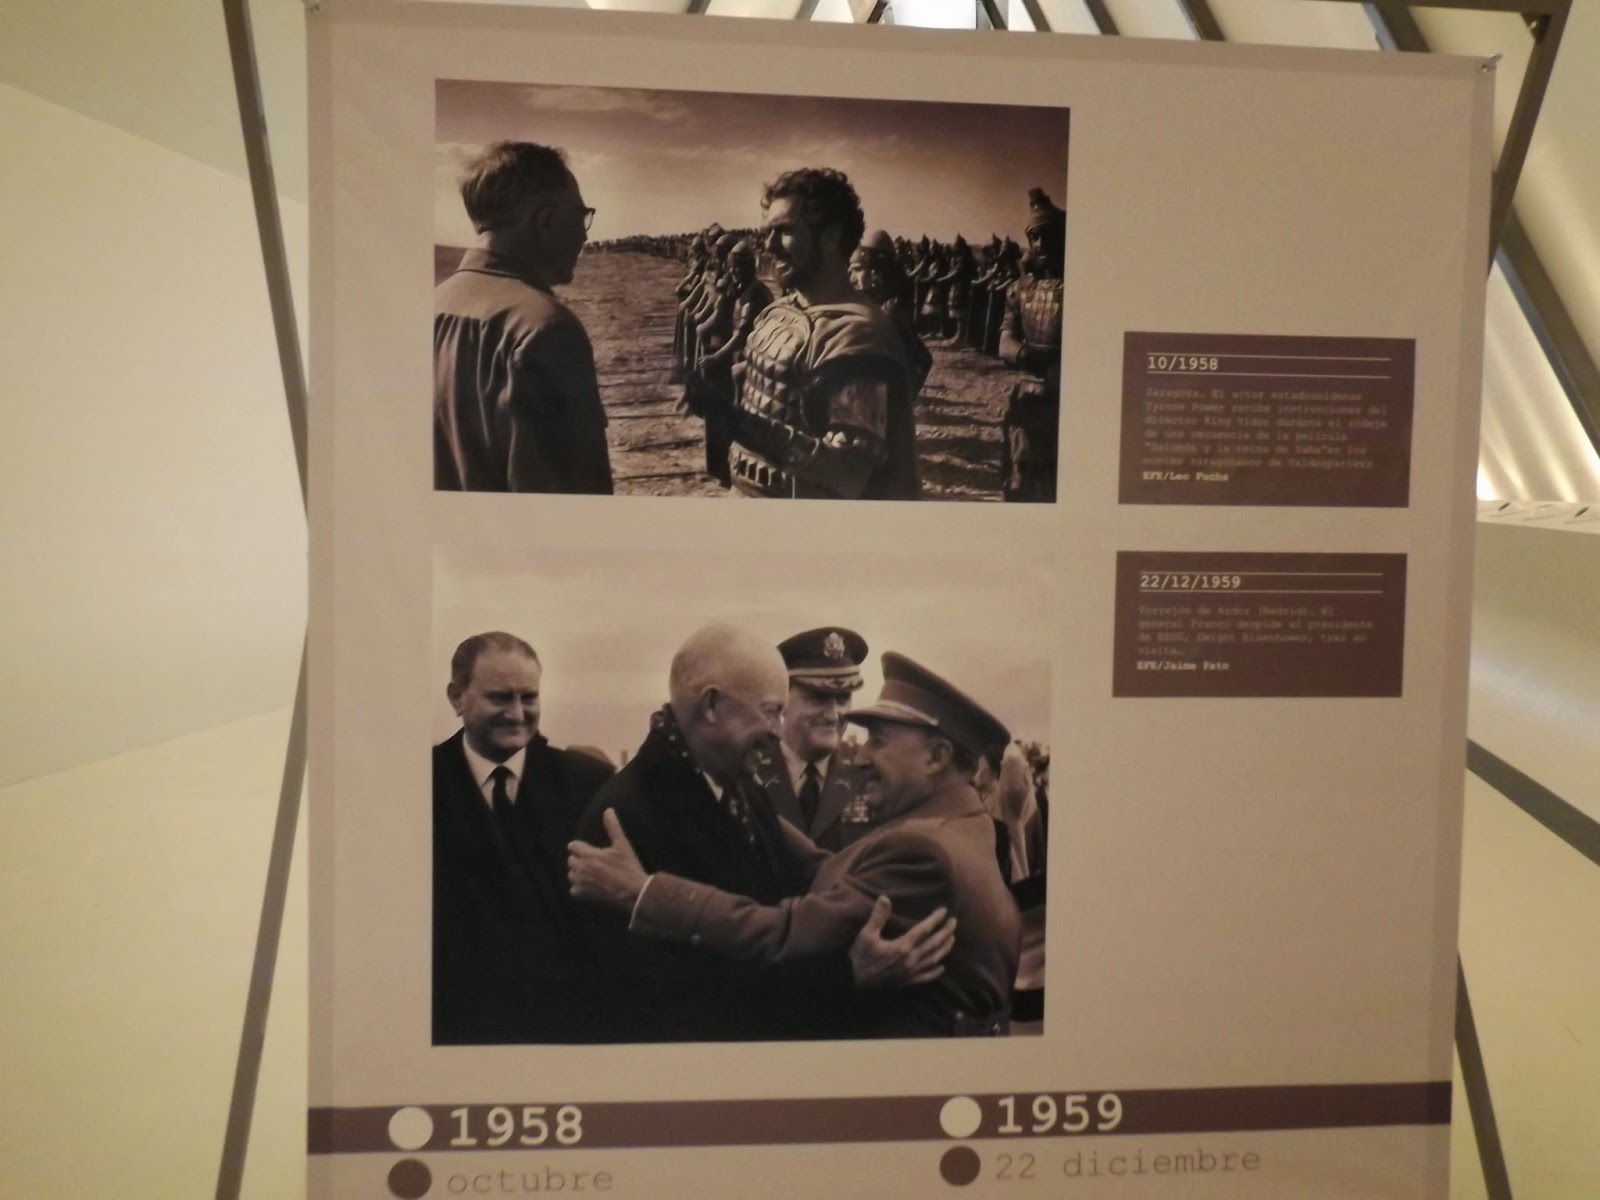 10/1958
Zaragoza. El actor estadounidense
Tyrone Power recibe instrucciones del
director King Vidor durante el rodaje
de una secuencia de la película
"Salomón y la reina de Saba"en los
montes zaragozanos de Valdespartera
EFE/Leo Fuchs
22/12/1959
Torrejón de Ardoz (Madrid). El
general Franco despide al presidente
de EEUU, Dwight Eisenhower, tras su
visita.
EFE/Jaime Pato
1958
octubre
1959
22 diciembre